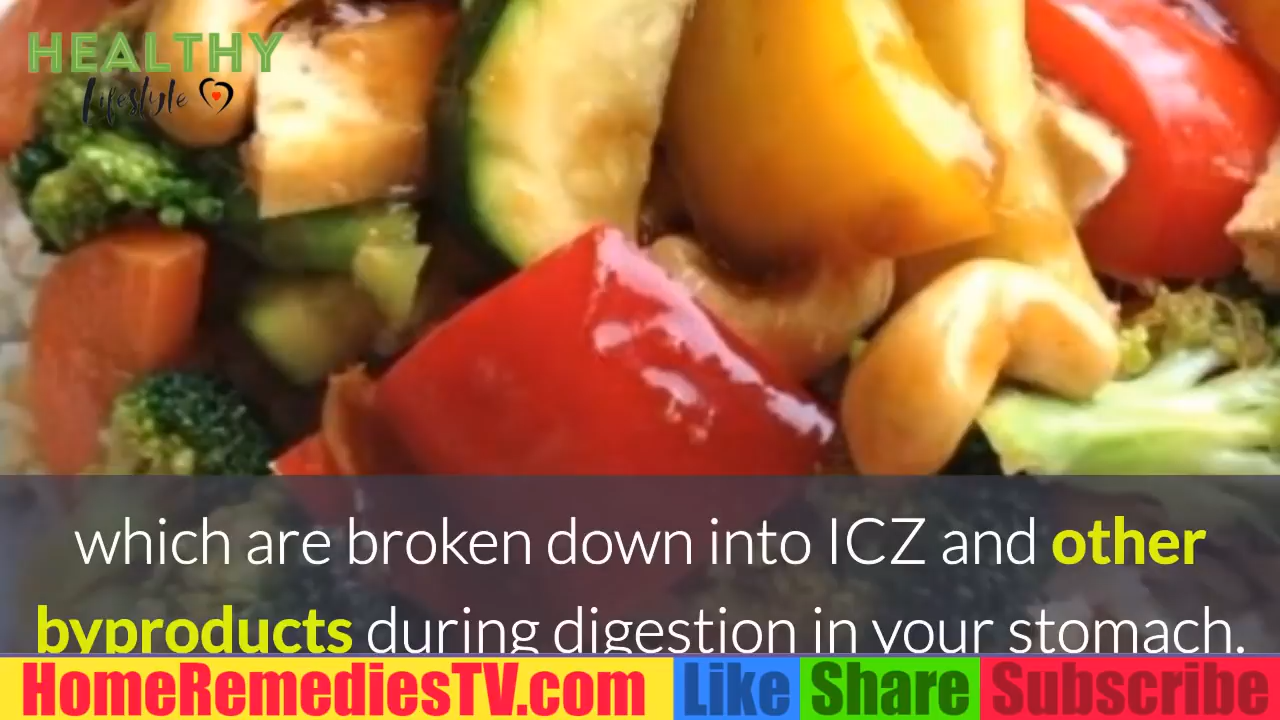 HEALTHY
Lifestyle
which are broken down into ICZ and other
byproducts during digestion in your stomach.
HomeRemediesTV.com Like Share Subscribe